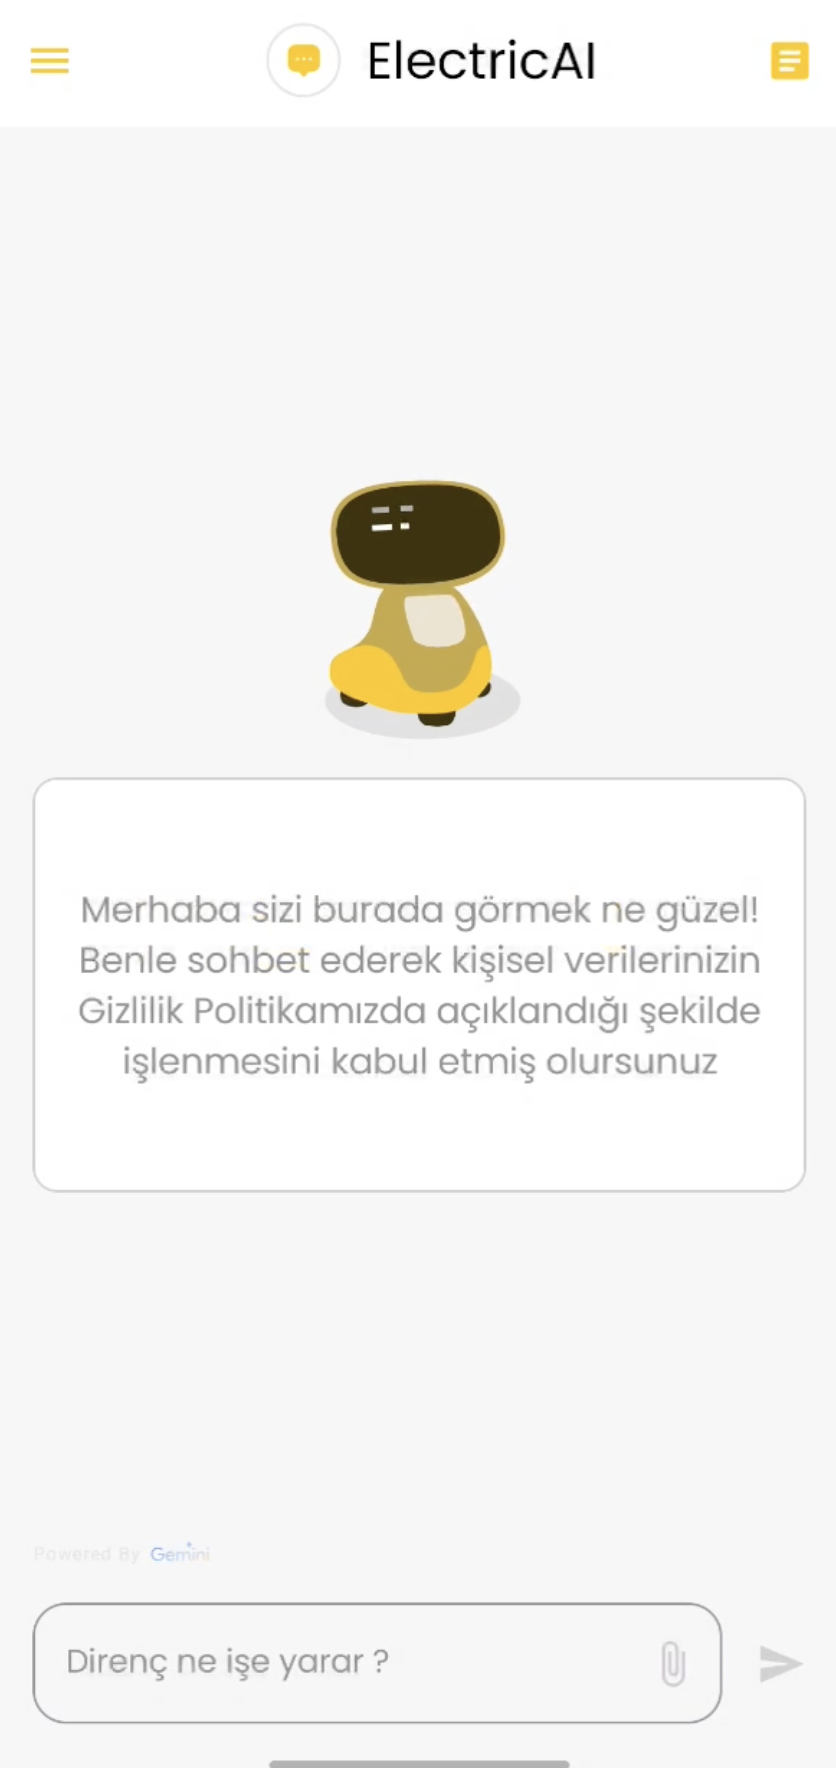 ElectricAI
Merhaba sizi burada görmek ne güzel!
Benle sohbet ederek kişisel verilerinizin
Gizlilik Politikamızda açıklandığı şekilde
işlenmesini kabul etmiş olursunuz
Powered By Gemini
Direnç ne işe yarar ?